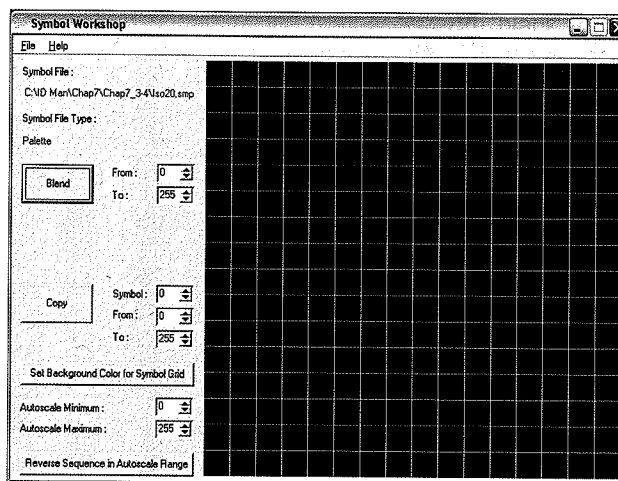 Symbol Workshop
File Help
Symbol File :
C:\ID Man\Chap7\Chap7_3-4\Iso20.smp
Symbol File Type :
Palette
Blend
From : 0
To : 255
Copy
Symbol : 0
From : 0
To : 255
Set Background Color for Symbol Grid
Autoscale Minimum : 0
Autoscale Maximum : 255
Reverse Sequence in Autoscale Range